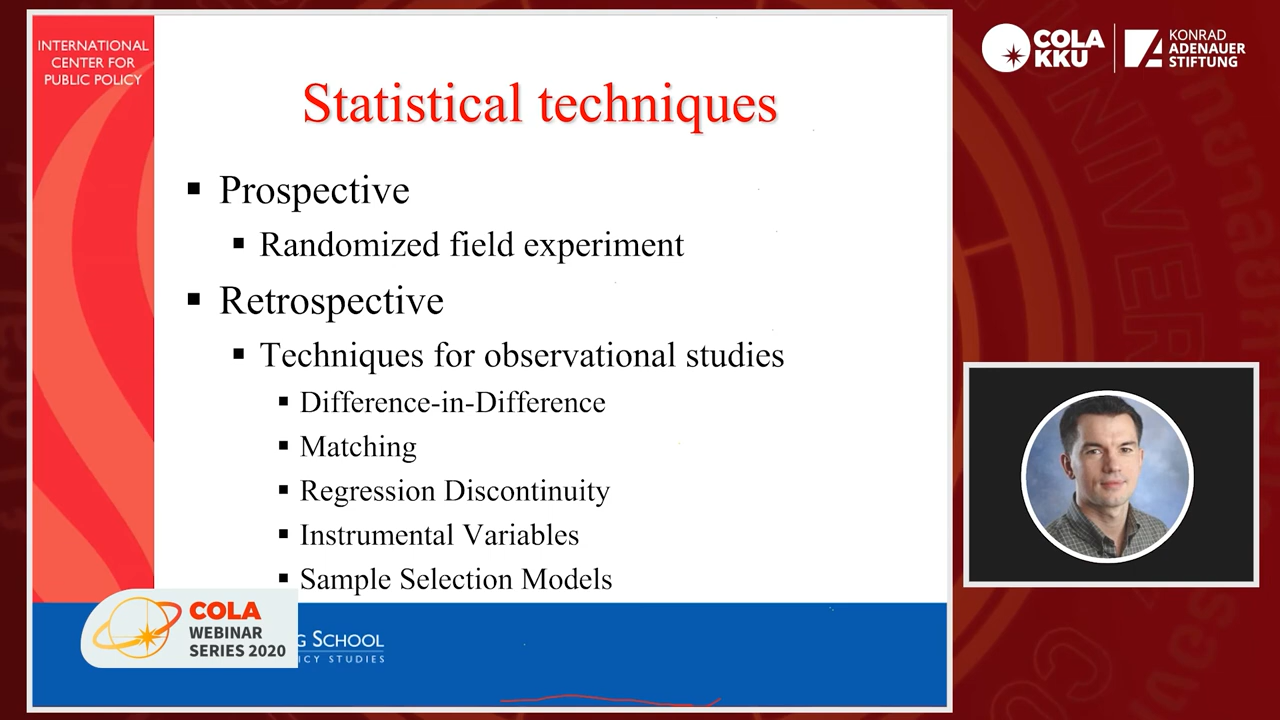 INTERNATIONAL
CENTER FOR
PUBLIC POLICY
Statistical techniques
▪ Prospective
▪ Randomized field experiment
▪ Retrospective
▪ Techniques for observational studies
▪ Difference-in-Difference
▪ Matching
▪ Regression Discontinuity
▪ Instrumental Variables
▪ Sample Selection Models
COLA
WEBINAR
SERIES 2020
G SCHOOL
ICY STUDIES
COLA
KKU
KONRAD
ADENAUER
STIFTUNG